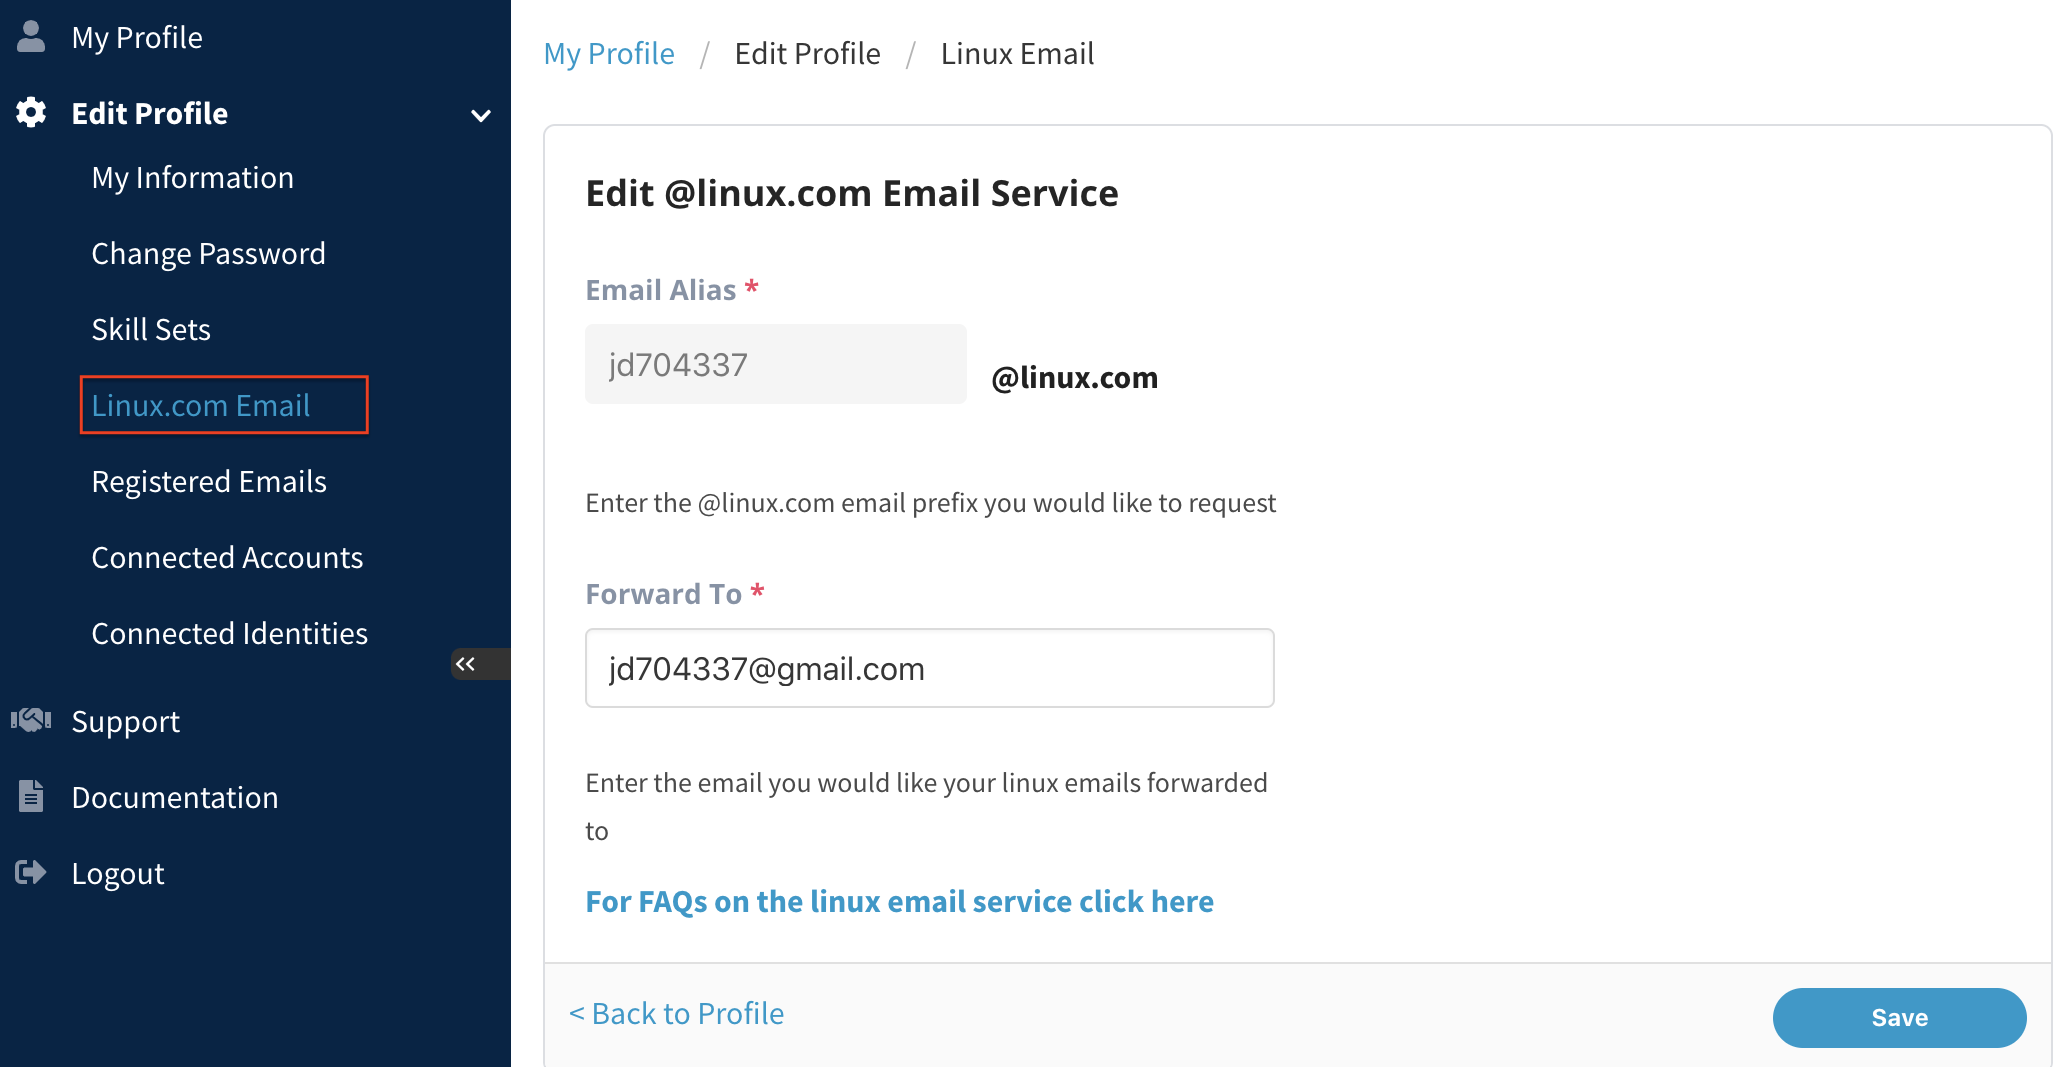 My Profile
Edit Profile
My Information
Change Password
Skill Sets
Linux.com Email
Registered Emails
Connected Accounts
Connected Identities
Support
Documentation
Logout
My Profile / Edit Profile / Linux Email
Edit @linux.com Email Service
Email Alias *
jd704337 @linux.com
Enter the @linux.com email prefix you would like to request
Forward To *
jd704337@gmail.com
Enter the email you would like your linux emails forwarded
to
For FAQs on the linux email service click here
< Back to Profile
Save